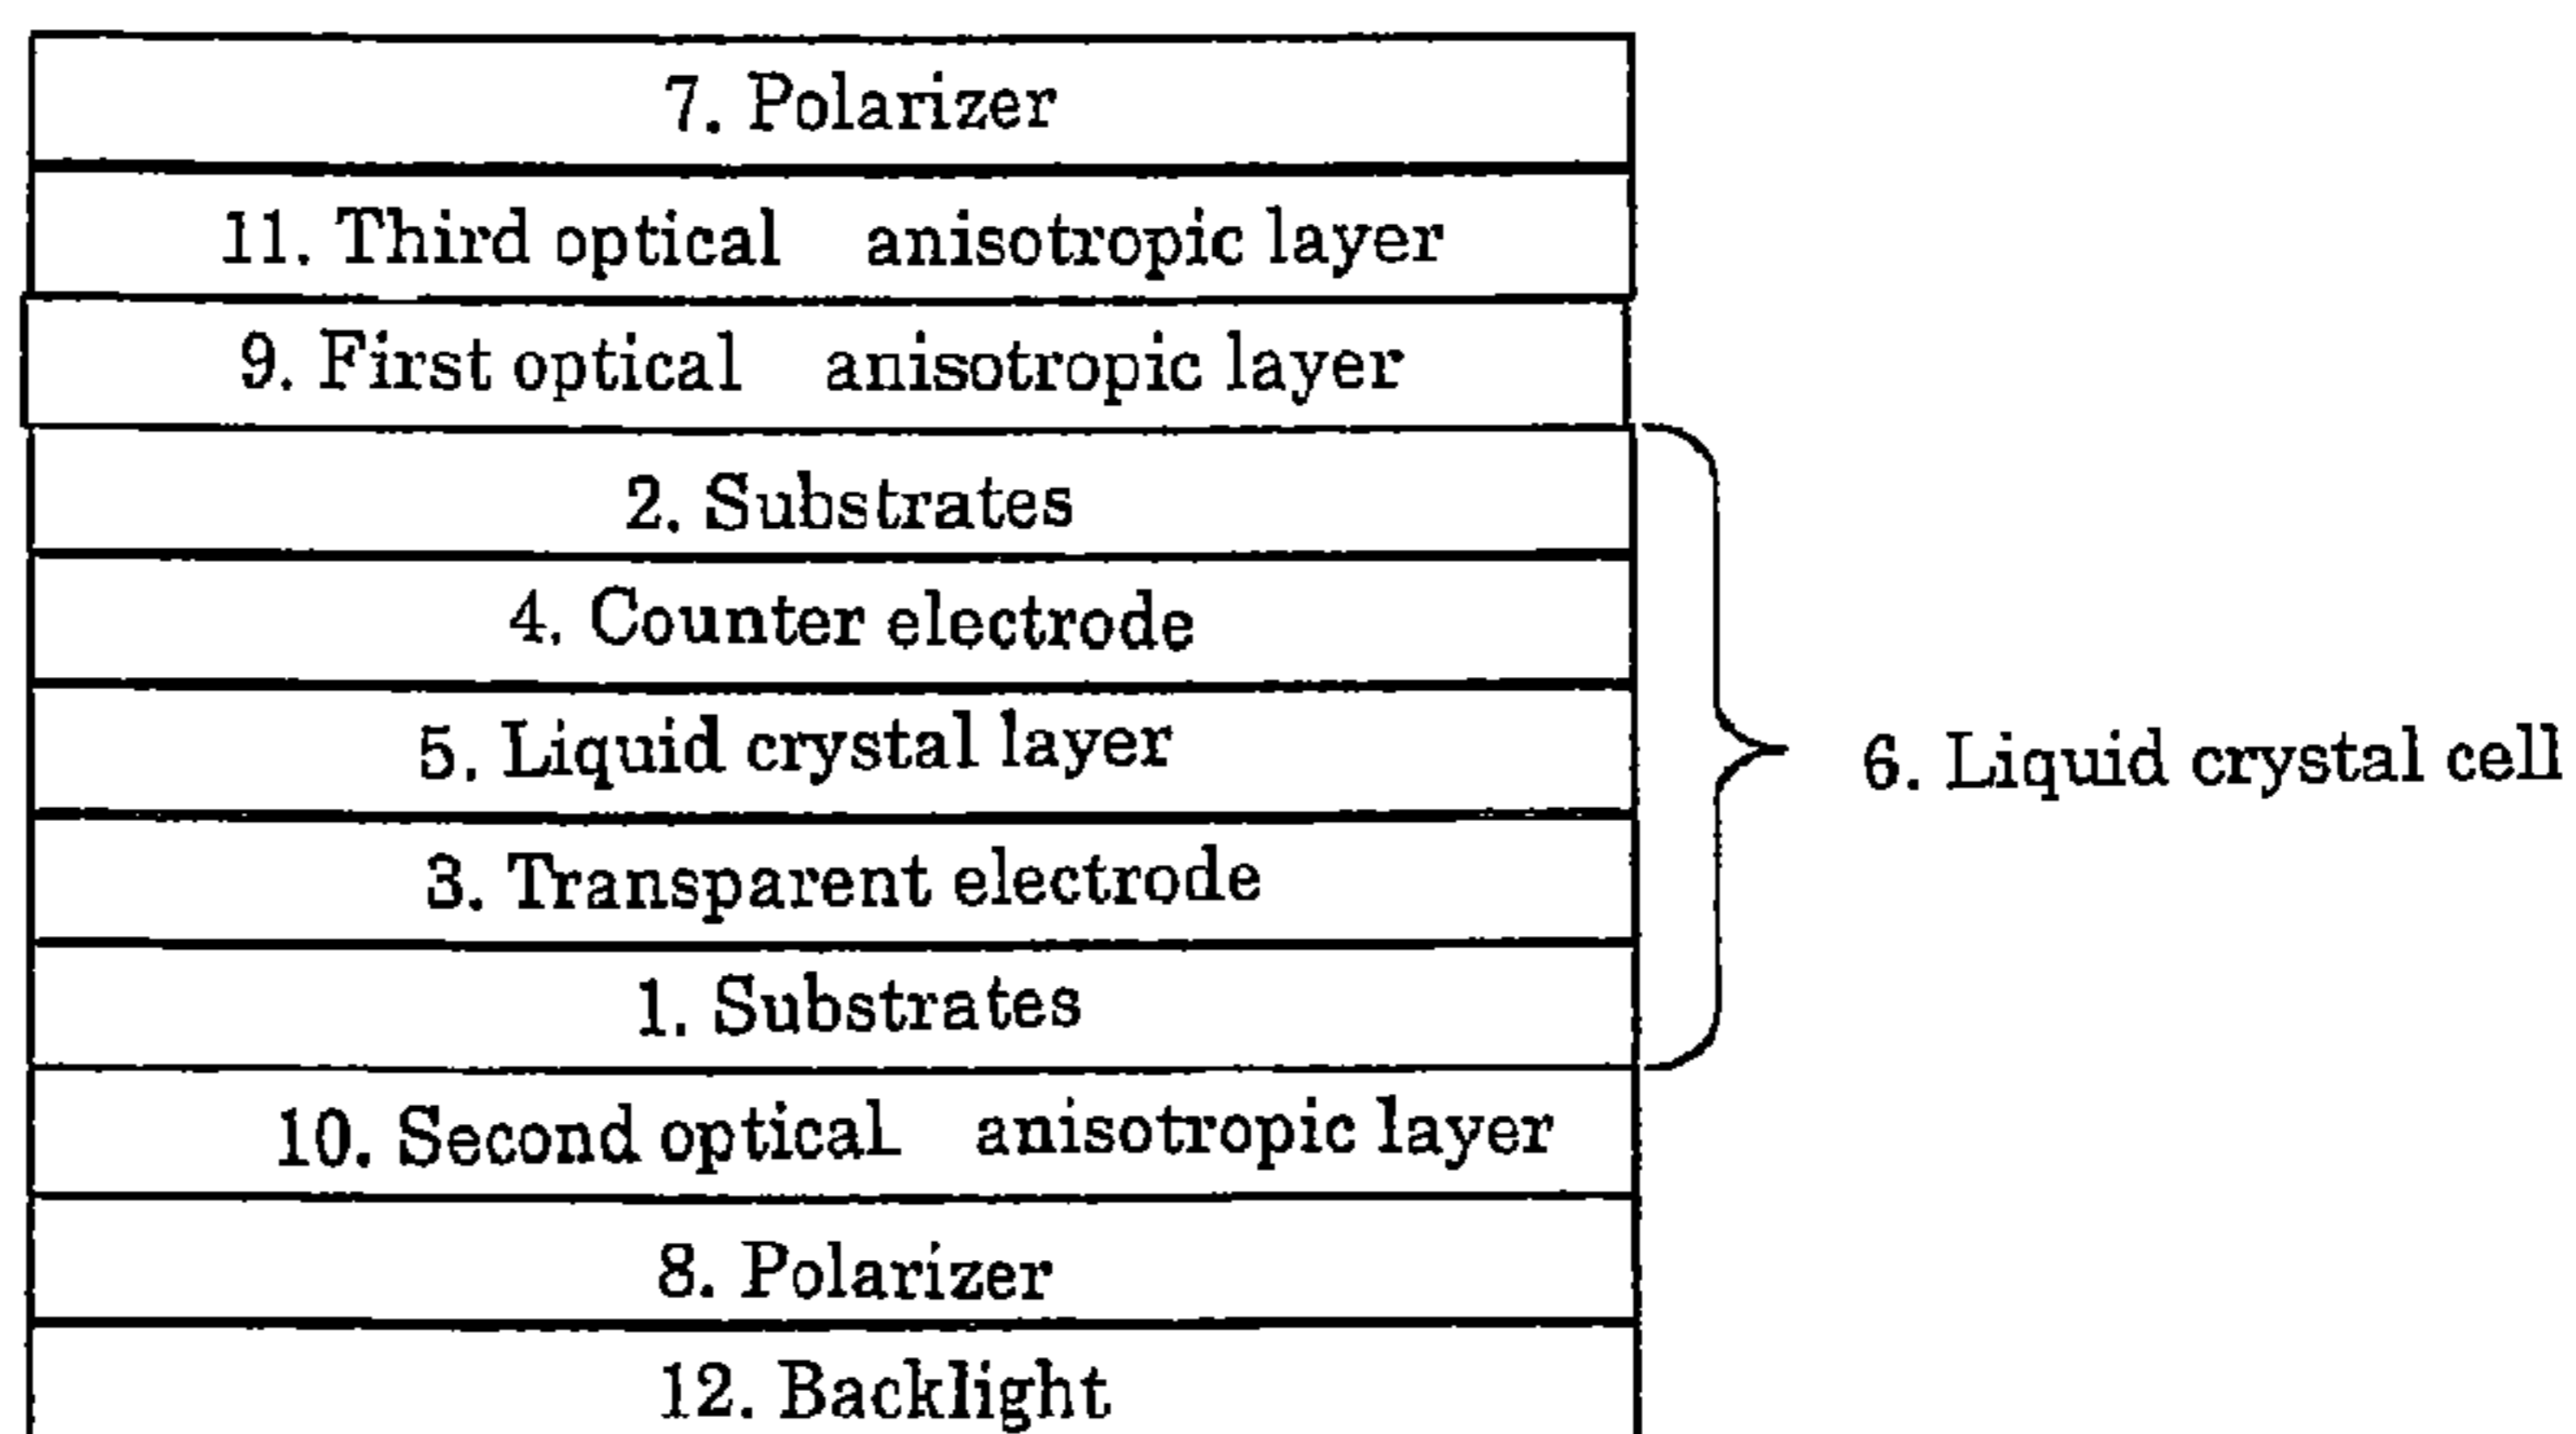 7. Polarizer
11. Third optical anisotropic layer
9. First optical anisotropic layer
2. Substrates
4. Counter electrode
5. Liquid crystal layer
6. Liquid crystal cell
3. Transparent electrode
1. Substrates
10. Second optical anisotropic layer
8. Polarizer
12. Backlight